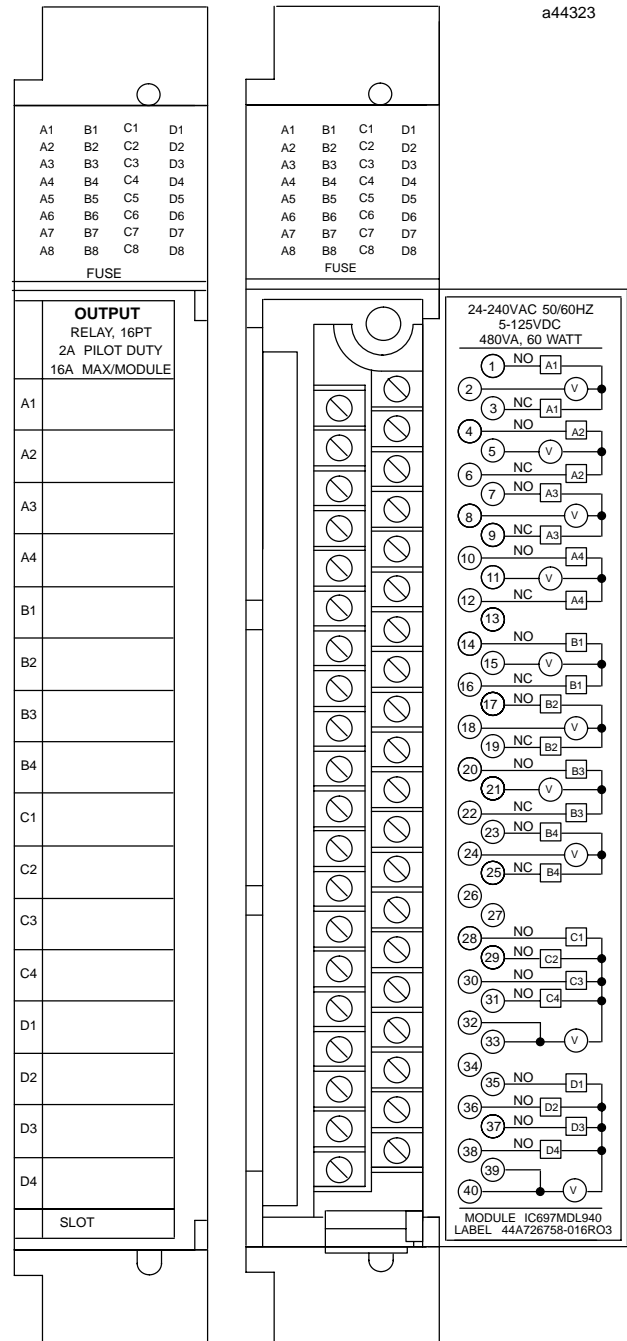 a44323
A1 B1 C1 D1
A2 B2 C2 D2
A3 B3 C3 D3
A4 B4 C4 D4
A5 B5 C5 D5
A6 B6 C6 D6
A7 B7 C7 D7
A8 B8 C8 D8
FUSE
OUTPUT
RELAY, 16PT
2A PILOT DUTY
16A MAX/MODULE
A1
A2
A3
A4
B1
B2
B3
B4
C1
C2
C3
C4
D1
D2
D3
D4
SLOT
A1 B1 C1 D1
A2 B2 C2 D2
A3 B3 C3 D3
A4 B4 C4 D4
A5 B5 C5 D5
A6 B6 C6 D6
A7 B7 C7 D7
A8 B8 C8 D8
FUSE
24-240VAC 50/60HZ
5-125VDC
480VA, 60 WATT
1 NO A1
2 V
3 NC A1
4 NO A2
5 V
6 NC A2
7 NO A3
8 V
9 NC A3
10 NO A4
11 V
12 NC A4
13
14 NO B1
15 V
16 NC B1
17 NO B2
18 V
19 NC B2
20 NO B3
21 V
22 NC B3
23 NO B4
24 V
25 NC B4
26
27
28 NO C1
29 NO C2
30 NO C3
31 NO C4
32
33 V
34
35 NO D1
36 NO D2
37 NO D3
38 NO D4
39
40 V
MODULE IC697MDL940
LABEL 44A726758-016RO3